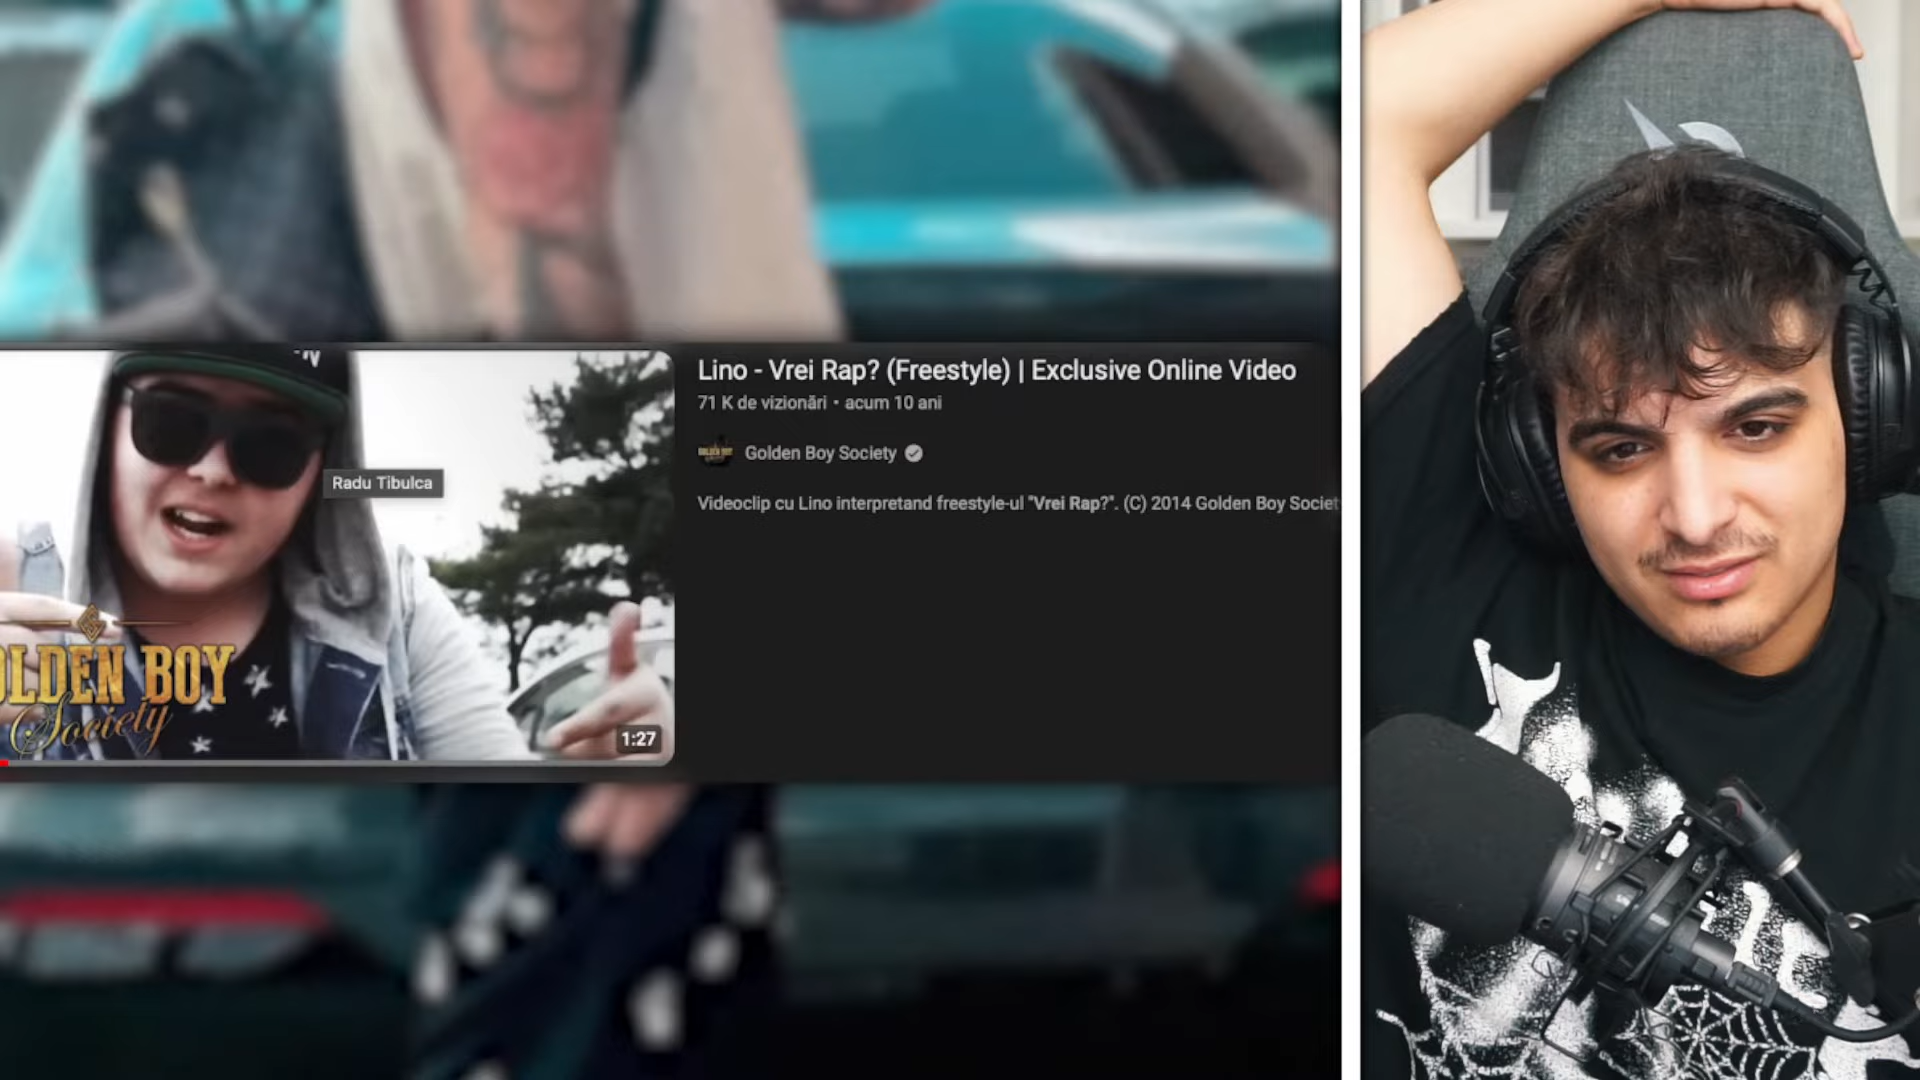 Lino - Vrei Rap? (Freestyle) | Exclusive Online Video
71 K de vizionări • acum 10 ani
Golden Boy Society
Videoclip cu Lino interpretand freestyle-ul "Vrei Rap?". (C) 2014 Golden Boy Societ
Radu Tibulca
OLDEN BOY
Society
1:27